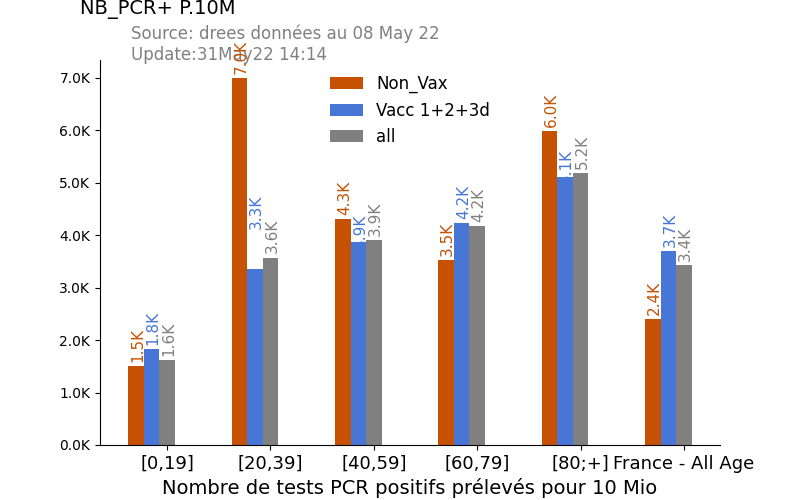 NB_PCR+ P.10M
Source: drees données au 08 May 22
Update:31May22 14:14
Non_Vax
Vacc 1+2+3d
all
7.0K
6.0K
5.0K
4.0K
3.0K
2.0K
1.0K
0.0K
1.5K 1.8K 1.6K
7.0K 3.3K 3.6K
4.3K .9K 3.9K
3.5K 4.2K 4.2K
6.0K .1K 5.2K
2.4K 3.7K 3.4K
[0,19] [20,39] [40,59] [60,79] [80;+] France - All Age
Nombre de tests PCR positifs prélevés pour 10 Mio